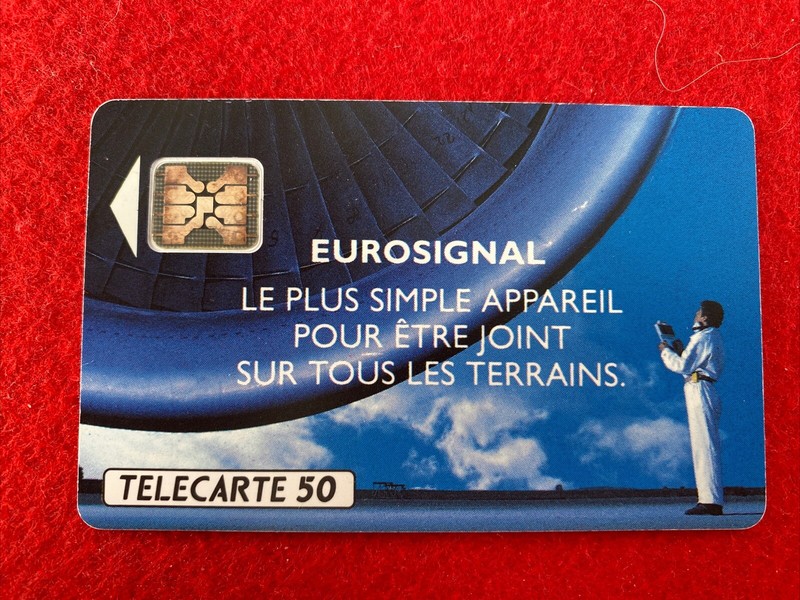 EUROSIGNAL
LE PLUS SIMPLE APPAREIL
POUR ÊTRE JOINT
SUR TOUS LES TERRAINS.
TELECARTE 50